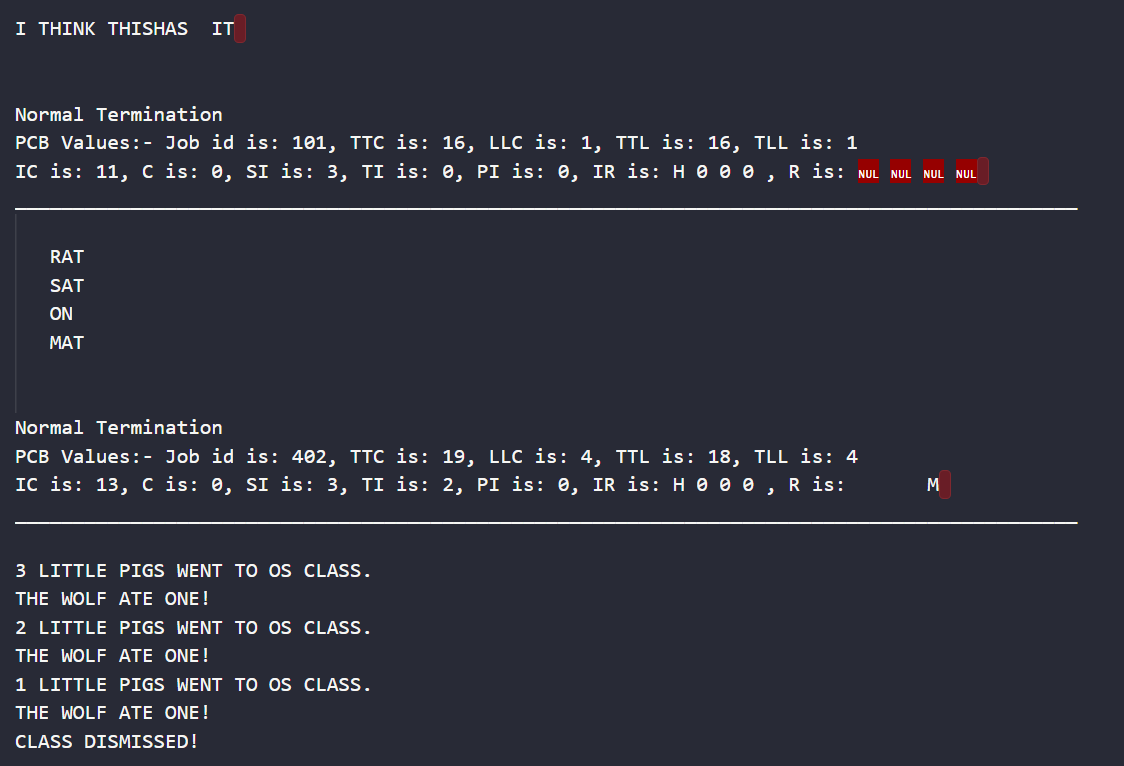 I THINK THISHAS  IT
Normal Termination
PCB Values:- Job id is: 101, TTC is: 16, LLC is: 1, TTL is: 16, TLL is: 1
IC is: 11, C is: 0, SI is: 3, TI is: 0, PI is: 0, IR is: H 0 0 0 , R is: NUL NUL NUL NUL
RAT
SAT
ON
MAT
Normal Termination
PCB Values:- Job id is: 402, TTC is: 19, LLC is: 4, TTL is: 18, TLL is: 4
IC is: 13, C is: 0, SI is: 3, TI is: 2, PI is: 0, IR is: H 0 0 0 , R is:       M
3 LITTLE PIGS WENT TO OS CLASS.
THE WOLF ATE ONE!
2 LITTLE PIGS WENT TO OS CLASS.
THE WOLF ATE ONE!
1 LITTLE PIGS WENT TO OS CLASS.
THE WOLF ATE ONE!
CLASS DISMISSED!